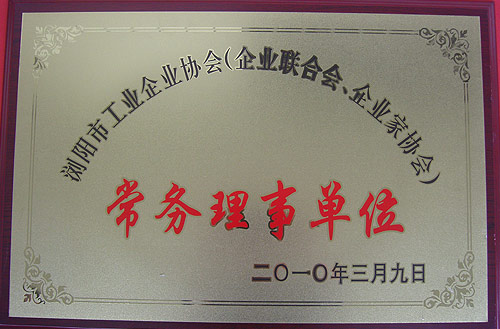 浏阳市工业企业协会(企业联合会、企业家协会)
常务理事单位
二〇一〇年三月九日